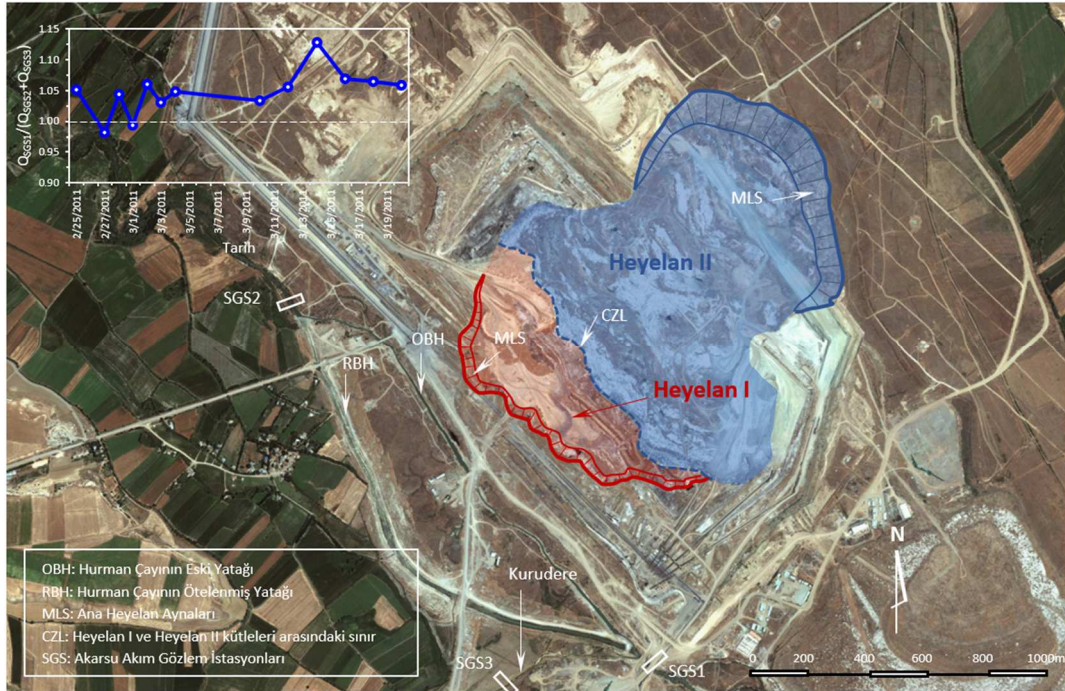 1.15
1.10
1.05
1.00
0.95
0.90
QSGS1/(QSGS2+QSGS3)
2/25/2011
2/27/2011
3/1/2011
3/3/2011
3/5/2011
3/7/2011
3/9/2011
3/11/2011
3/13/2011
3/25/2011
3/17/2011
3/19/2011
Tarih
MLS
Heyelan II
SGS2
CZL
OBH
MLS
RBH
Heyelan I
N
OBH: Hurman Çayının Eski Yatağı
RBH: Hurman Çayının Ötelenmiş Yatağı
MLS: Ana Heyelan Aynaları
CZL: Heyelan I ve Heyelan II kütleleri arasındaki sınır
SGS: Akarsu Akım Gözlem İstasyonları
Kurudere
SGS3
SGS1
0 200 400 600 800 1000m